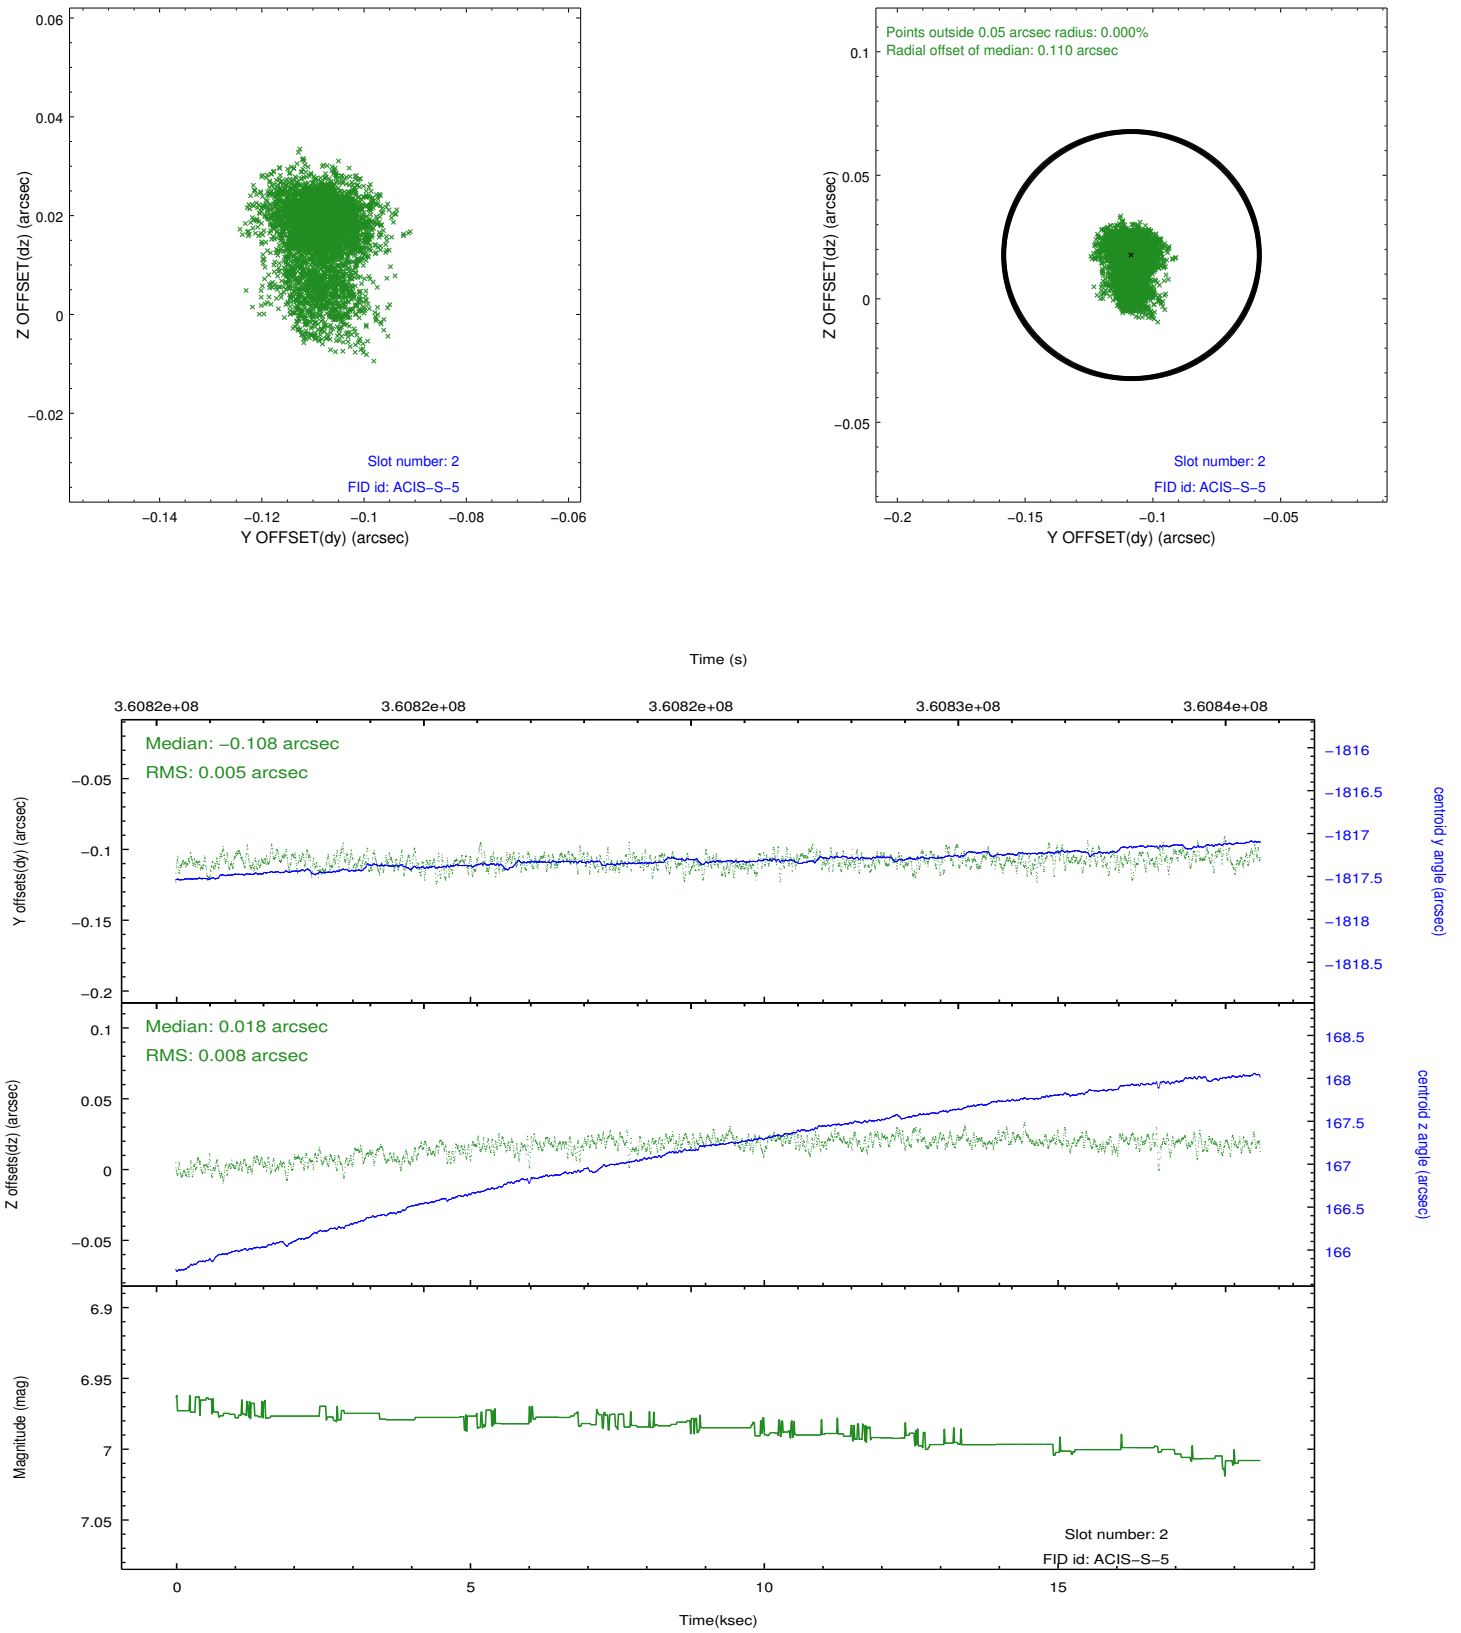 0.06
0.04
0.02
0
−0.02
Z OFFSET(dz) (arcsec)
Slot number: 2
FID id: ACIS−S−5
−0.14 −0.12 −0.1 −0.08 −0.06
Y OFFSET(dy) (arcsec)
Points outside 0.05 arcsec radius: 0.000%
Radial offset of median: 0.110 arcsec
0.1
0.05
0
−0.05
Z OFFSET(dz) (arcsec)
Slot number: 2
FID id: ACIS−S−5
−0.2 −0.15 −0.1 −0.05
Y OFFSET(dy) (arcsec)
Time (s)
3.6082e+08 3.6082e+08 3.6082e+08 3.6083e+08 3.6084e+08
Median: −0.108 arcsec
RMS: 0.005 arcsec
−0.05
−0.1
−0.15
−0.2
Y offsets(dy) (arcsec)
−1816
−1816.5
−1817
−1817.5
−1818
−1818.5
centroid y angle (arcsec)
Median: 0.018 arcsec
RMS: 0.008 arcsec
0.1
0.05
0
−0.05
Z offsets(dz) (arcsec)
168.5
168
167.5
167
166.5
166
centroid z angle (arcsec)
6.9
6.95
7
7.05
Magnitude (mag)
Slot number: 2
FID id: ACIS−S−5
0 5 10 15
Time(ksec)